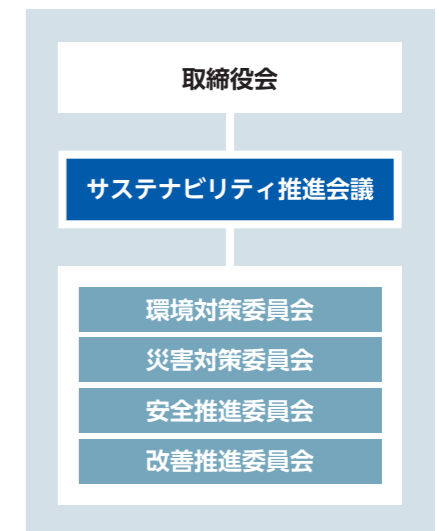 取締役会
サステナビリティ推進会議
環境対策委員会
災害対策委員会
安全推進委員会
改善推進委員会